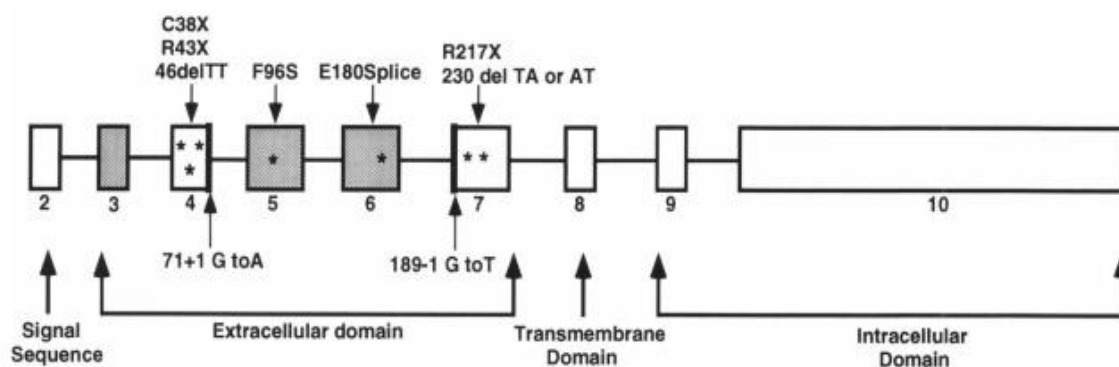 C38X
R43X
46delTT
F96S
E180Splice
R217X
230 del TA or AT
* *
*
*
*
* *
2
3
4
5
6
7
8
9
10
71+1 G toA
189-1 G toT
Signal
Sequence
Extracellular domain
Transmembrane
Domain
Intracellular
Domain